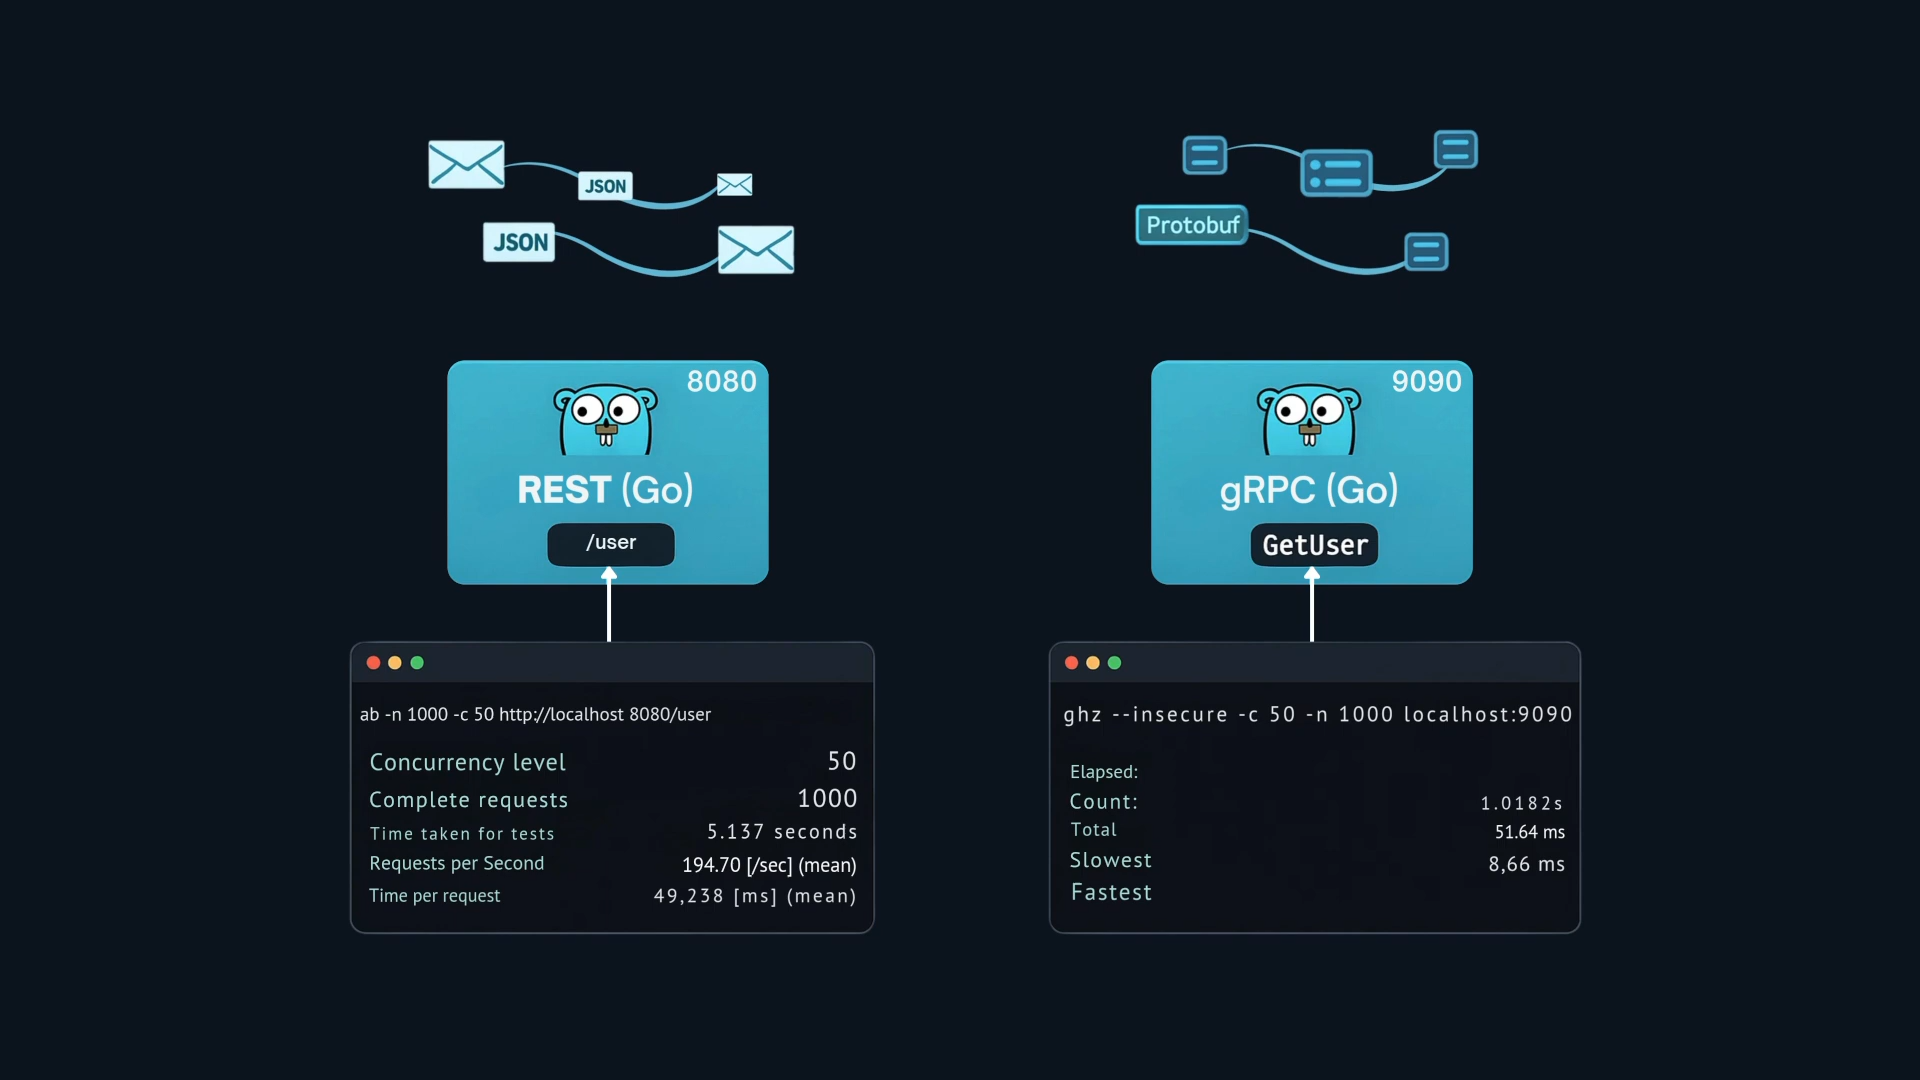 JSON
JSON
Protobuf
8080
REST (Go)
/user
9090
gRPC (Go)
GetUser
ab -n 1000 -c 50 http://localhost 8080/user
Concurrency level 50
Complete requests 1000
Time taken for tests 5.137 seconds
Requests per Second 194.70 [/sec] (mean)
Time per request 49,238 [ms] (mean)
ghz --insecure -c 50 -n 1000 localhost:9090
Elapsed:
Count: 1.0182s
Total 51.64 ms
Slowest 8,66 ms
Fastest